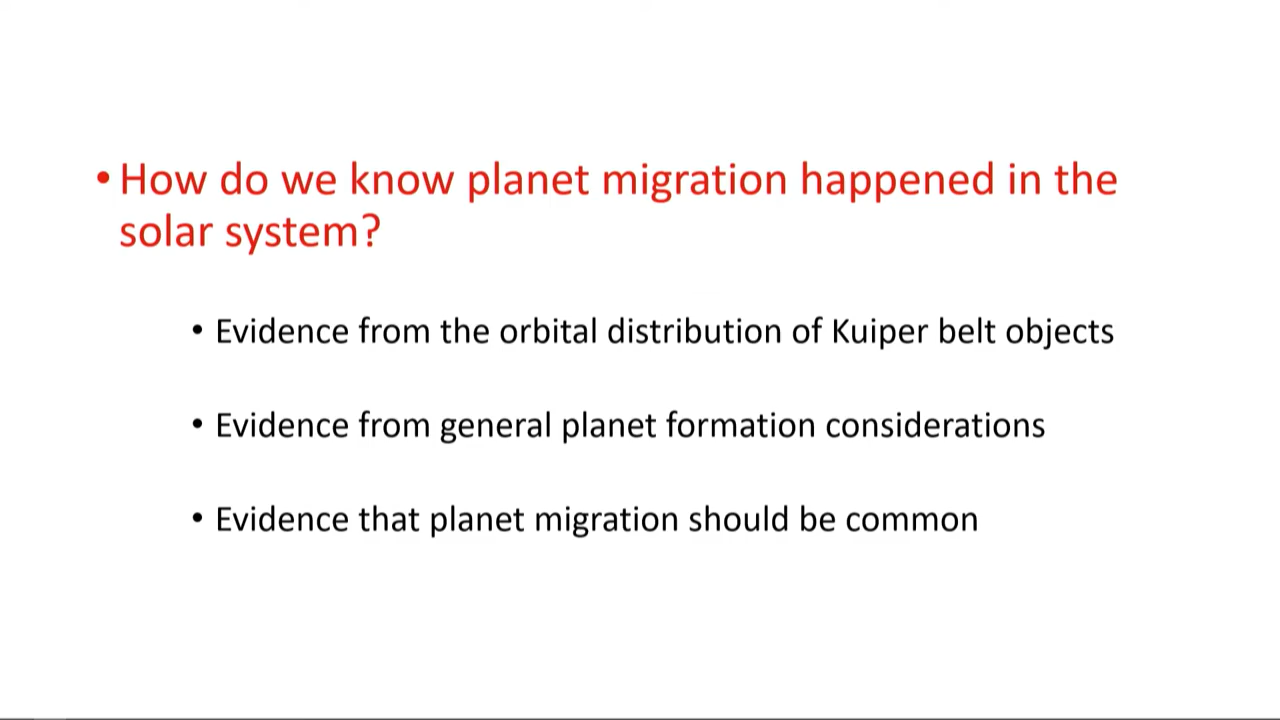 • How do we know planet migration happened in the
solar system?
• Evidence from the orbital distribution of Kuiper belt objects
• Evidence from general planet formation considerations
• Evidence that planet migration should be common